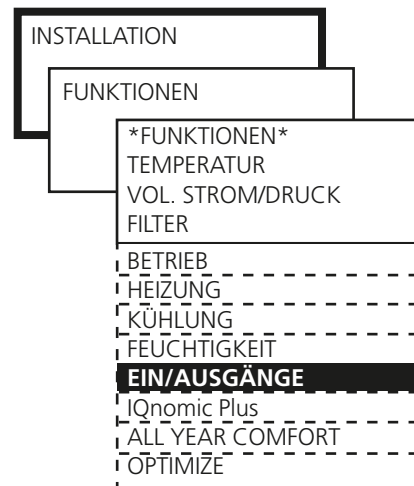 INSTALLATION
FUNKTIONEN
*FUNKTIONEN*
TEMPERATUR
VOL. STROM/DRUCK
FILTER
BETRIEB
HEIZUNG
KÜHLUNG
FEUCHTIGKEIT
EIN/AUSGÄNGE
IQnomic Plus
ALL YEAR COMFORT
OPTIMIZE